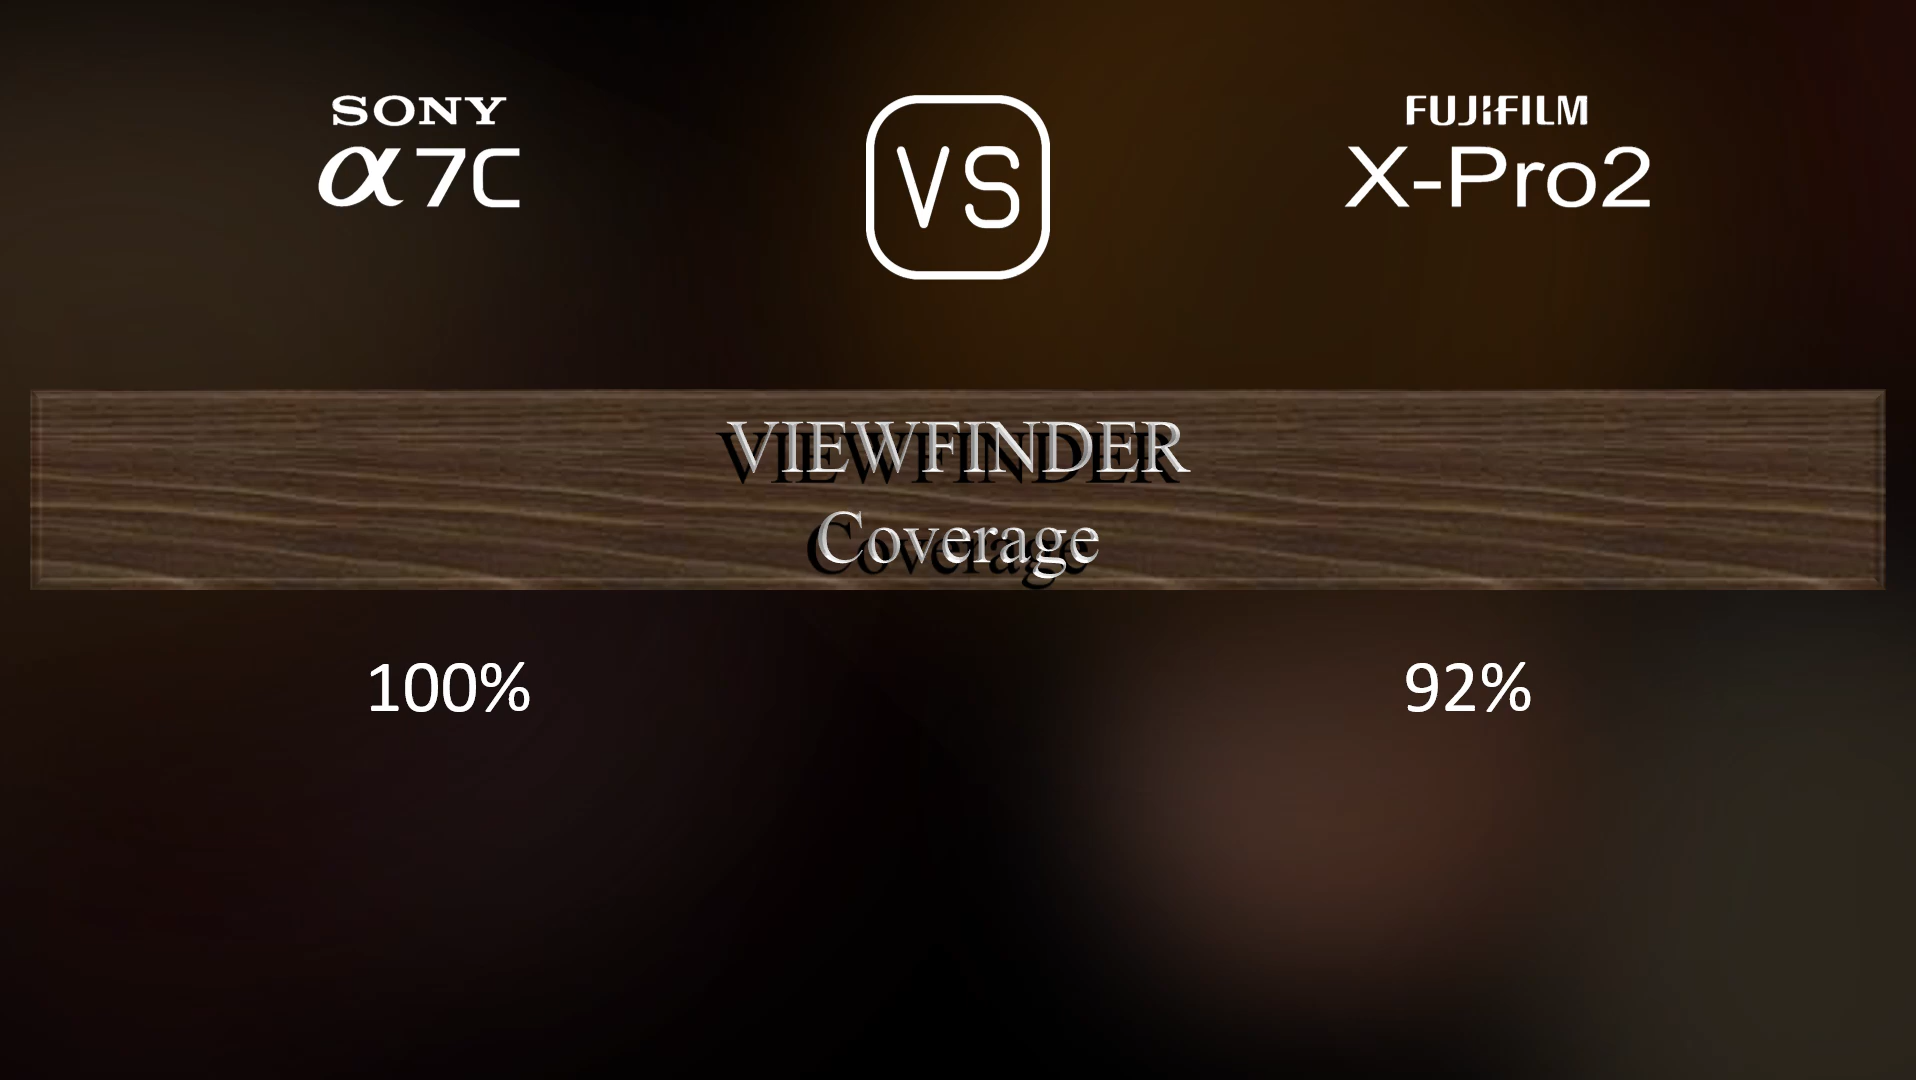 SONY
α7C
VS
FUJIFILM
X-Pro2
VIEWFINDER
Coverage
100%
92%